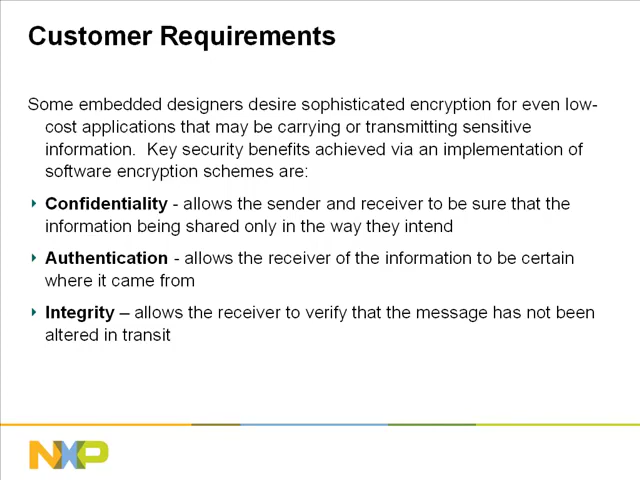 Customer Requirements
Some embedded designers desire sophisticated encryption for even low-
cost applications that may be carrying or transmitting sensitive
information.  Key security benefits achieved via an implementation of
software encryption schemes are:
Confidentiality - allows the sender and receiver to be sure that the
information being shared only in the way they intend
Authentication - allows the receiver of the information to be certain
where it came from
Integrity – allows the receiver to verify that the message has not been
altered in transit
NXP